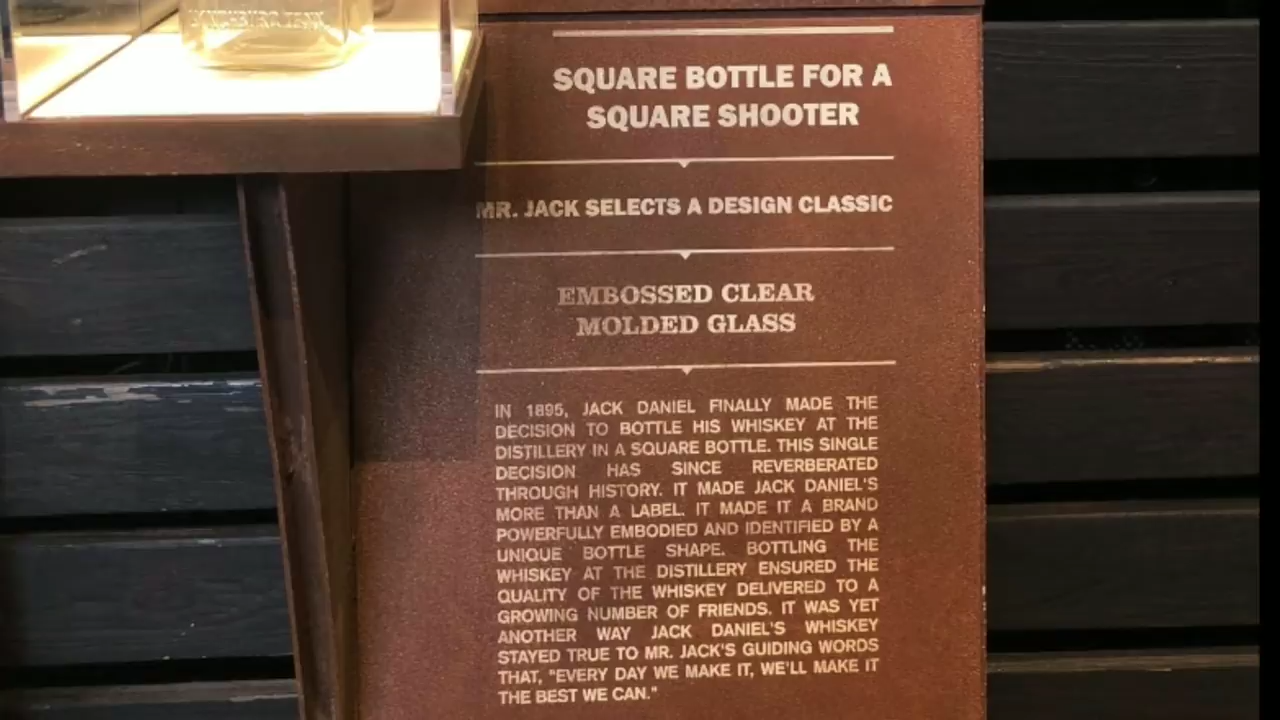 SQUARE BOTTLE FOR A
SQUARE SHOOTER
MR. JACK SELECTS A DESIGN CLASSIC
EMBOSSED CLEAR
MOLDED GLASS
IN 1895, JACK DANIEL FINALLY MADE THE
DECISION TO BOTTLE HIS WHISKEY AT THE
DISTILLERY IN A SQUARE BOTTLE. THIS SINGLE
DECISION HAS SINCE REVERBERATED
THROUGH HISTORY. IT MADE JACK DANIEL'S
MORE THAN A LABEL. IT MADE IT A BRAND
POWERFULLY EMBODIED AND IDENTIFIED BY A
UNIQUE BOTTLE SHAPE. BOTTLING THE
WHISKEY AT THE DISTILLERY ENSURED THE
QUALITY OF THE WHISKEY DELIVERED TO A
GROWING NUMBER OF FRIENDS. IT WAS YET
ANOTHER WAY JACK DANIEL'S WHISKEY
STAYED TRUE TO MR. JACK'S GUIDING WORDS
THAT, "EVERY DAY WE MAKE IT, WE'LL MAKE IT
THE BEST WE CAN."